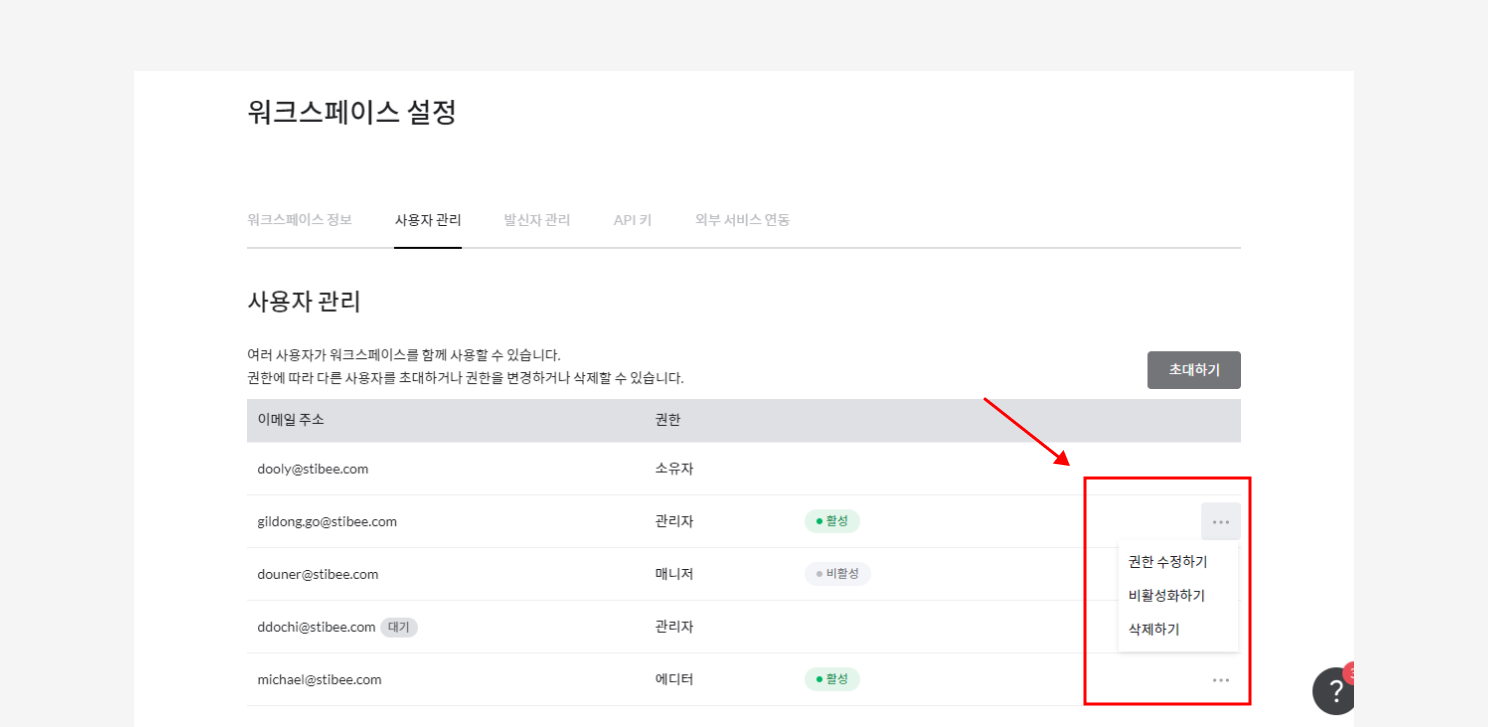 워크스페이스 설정
워크스페이스 정보 사용자 관리 발신자 관리 API 키 외부 서비스 연동
사용자 관리
여러 사용자가 워크스페이스를 함께 사용할 수 있습니다.
권한에 따라 다른 사용자를 초대하거나 권한을 변경하거나 삭제할 수 있습니다.
초대하기
이메일 주소 권한
dooly@stibee.com 소유자
gildong.go@stibee.com 관리자 활성 ...
권한 수정하기
douner@stibee.com 매니저 비활성
비활성화하기
ddochi@stibee.com 대기 관리자
삭제하기
michael@stibee.com 에디터 활성 ...
?